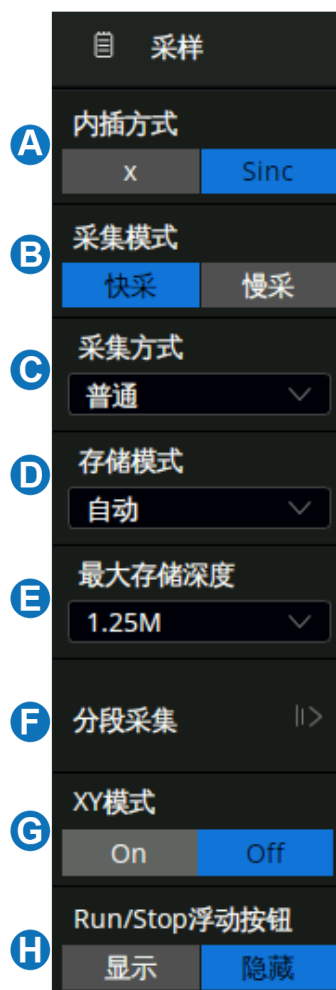 采样
A
内插方式
x Sinc
B
采集模式
快采 慢采
C
采集方式
普通
D
存储模式
自动
E
最大存储深度
1.25M
F
分段采集
G
XY模式
On Off
H
Run/Stop浮动按钮
显示 隐藏